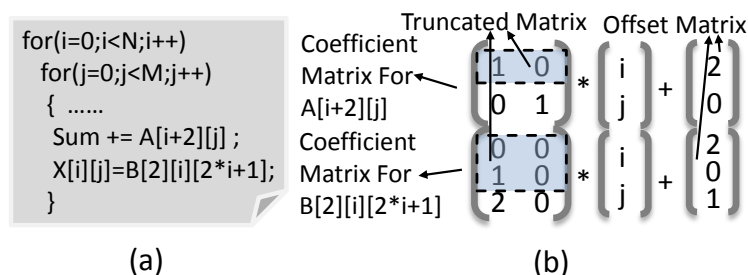 for(i=0;i<N;i++)
for(j=0;j<M;j++)
{ ......
Sum += A[i+2][j] ;
X[i][j]=B[2][i][2*i+1];
}
(a)
Truncated Matrix Offset Matrix
Coefficient
Matrix For
A[i+2][j]
1 0
0 1
*
i
j
+
2
0
Coefficient
Matrix For
B[2][i][2*i+1]
0 0
1 0
2 0
*
i
j
+
2
0
1
(b)